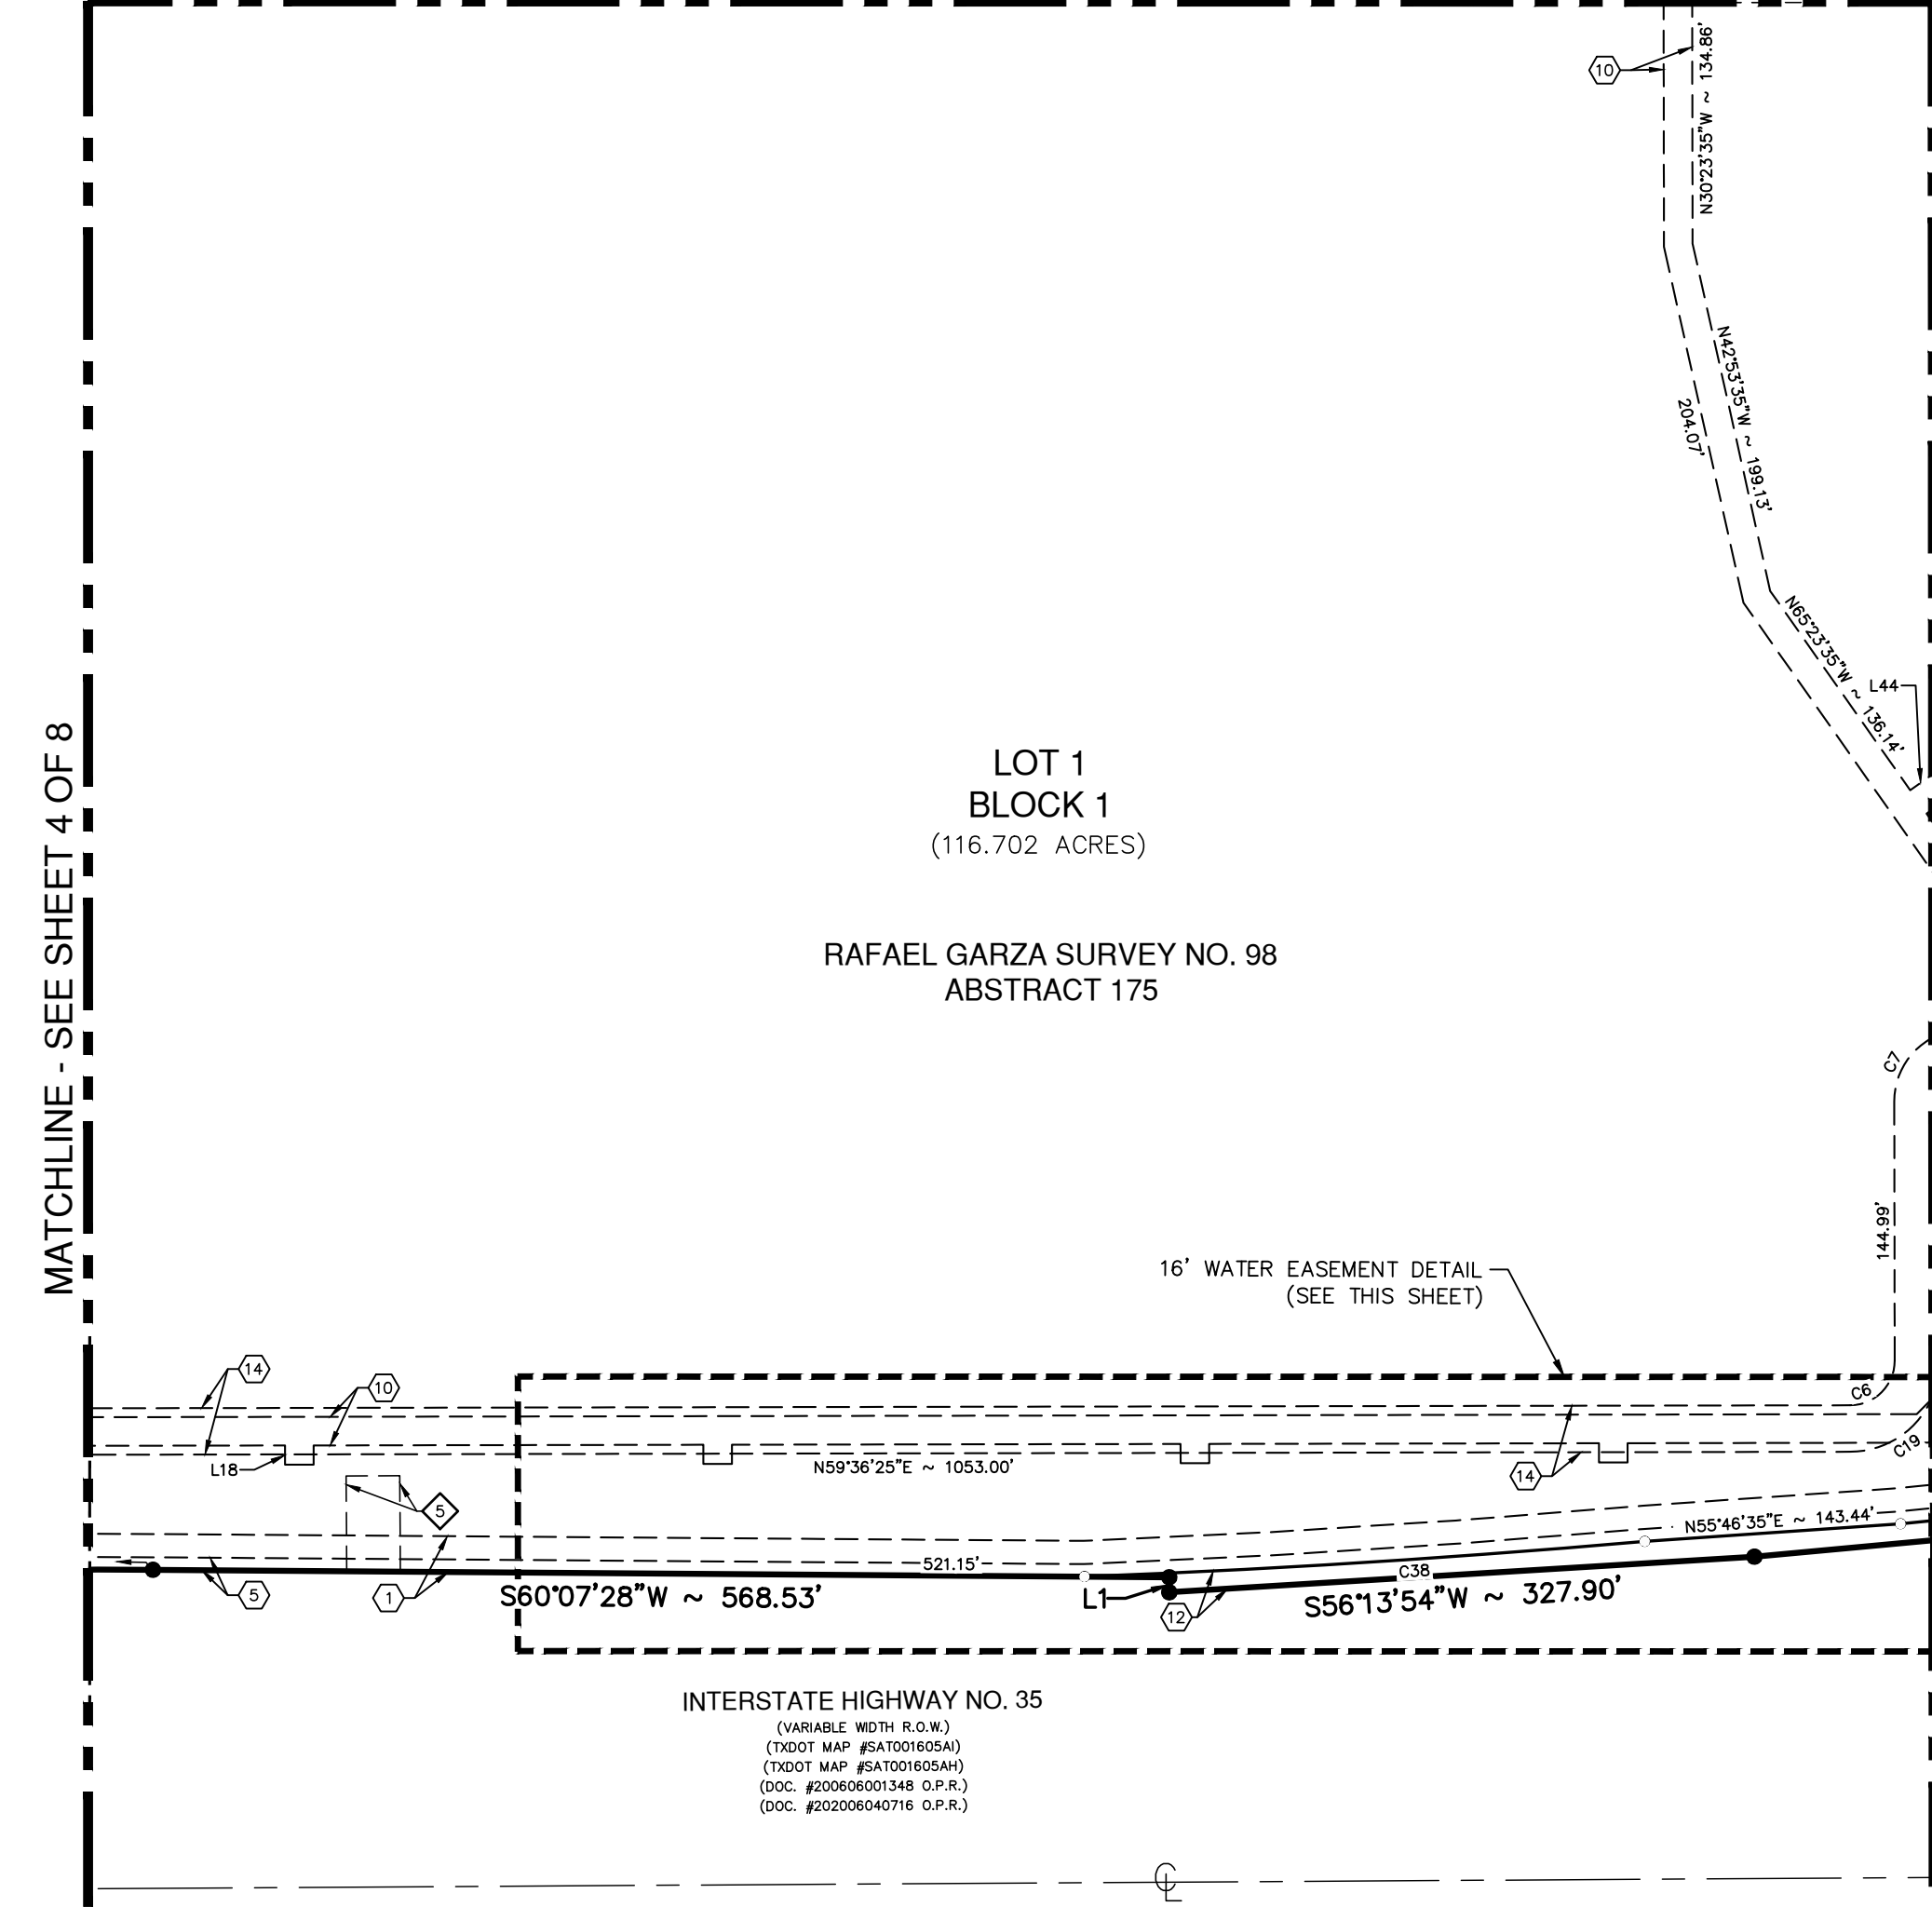 10
N30°23'35"W ~ 134.86'
N42°53'35"W ~ 199.13'
204.07'
N65°23'35"W ~ 136.14'
L44
MATCHLINE - SEE SHEET 4 OF 8
LOT 1
BLOCK 1
(116.702 ACRES)
RAFAEL GARZA SURVEY NO. 98
ABSTRACT 175
C7
144.99'
16' WATER EASEMENT DETAIL
(SEE THIS SHEET)
14
10
C6
C19
L18
N59°36'25"E ~ 1053.00'
14
5
N55°46'35"E ~ 143.44'
521.15'
C38
5
1
S60°07'28"W ~ 568.53'
L1
12
S56°13'54"W ~ 327.90'
INTERSTATE HIGHWAY NO. 35
(VARIABLE WIDTH R.O.W.)
(TXDOT MAP #SAT001605AI)
(TXDOT MAP #SAT001605AH)
(DOC. #200606001348 O.P.R.)
(DOC. #202006040716 O.P.R.)
CL